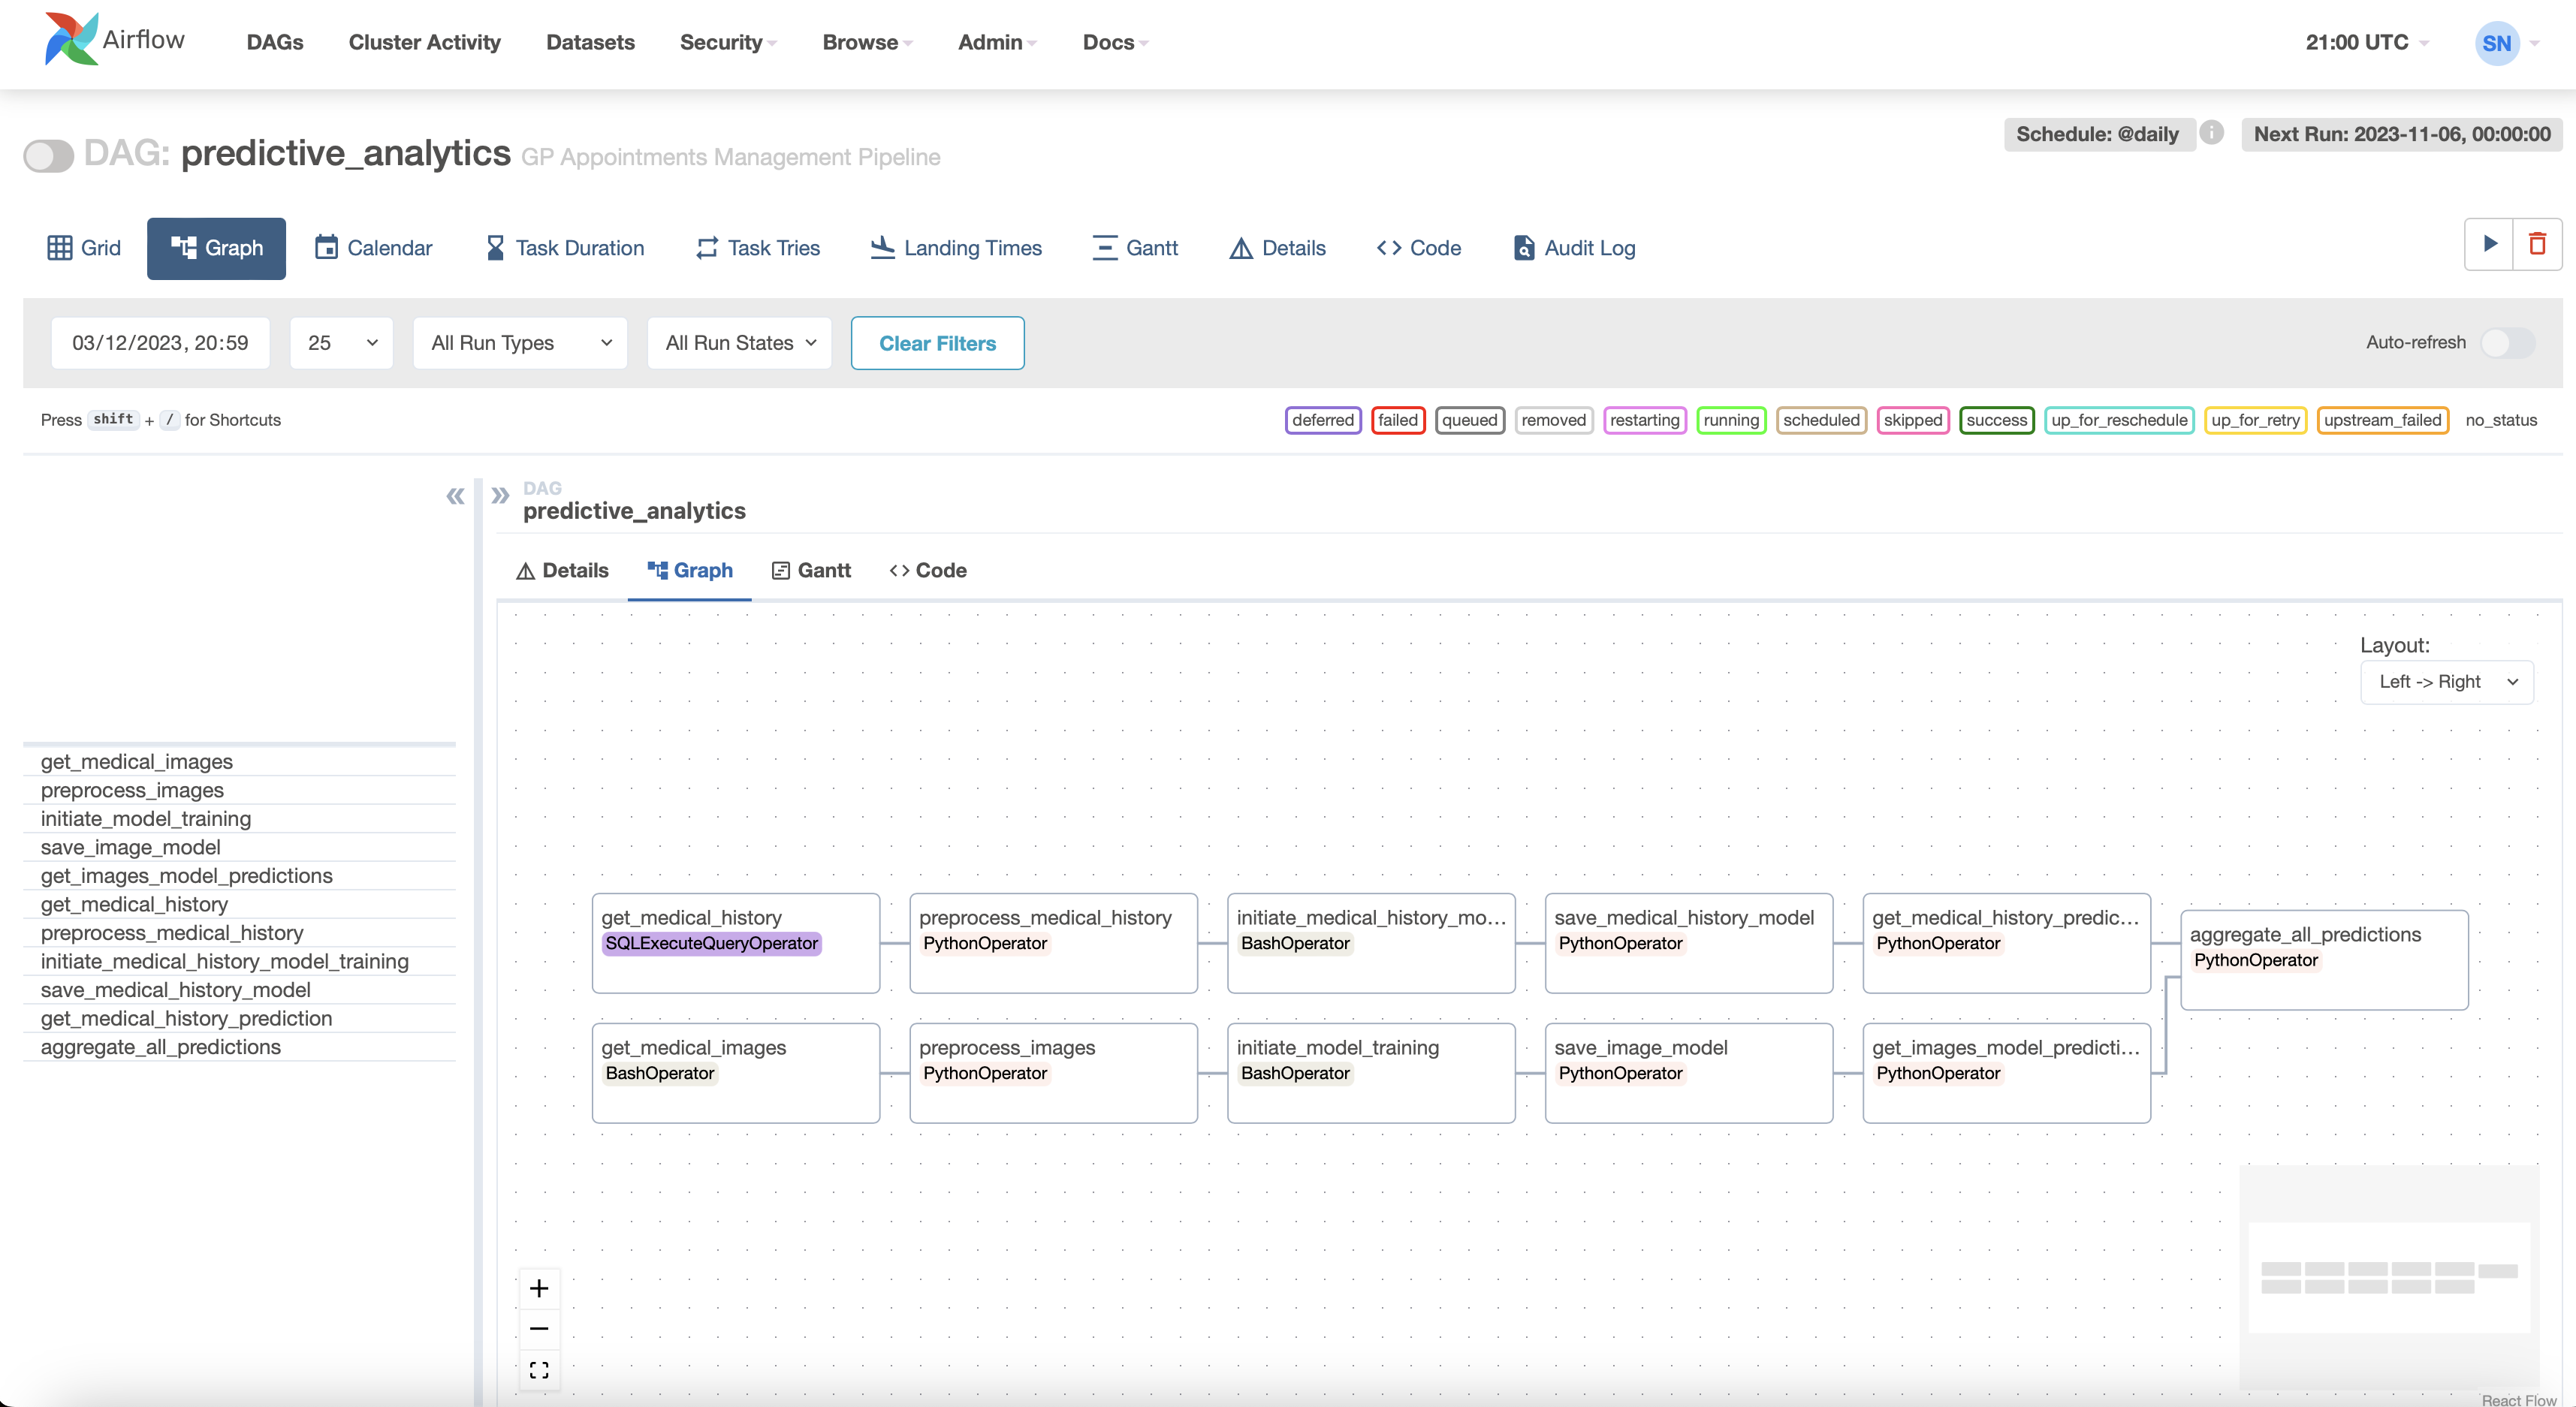 Airflow DAGs Cluster Activity Datasets Security Browse Admin Docs 21:00 UTC SN
DAG: predictive_analytics GP Appointments Management Pipeline
Schedule: @daily i Next Run: 2023-11-06, 00:00:00
Grid Graph Calendar Task Duration Task Tries Landing Times Gantt Details Code Audit Log
03/12/2023, 20:59 25 All Run Types All Run States Clear Filters Auto-refresh
Press shift + / for Shortcuts
deferred failed queued removed restarting running scheduled skipped success up_for_reschedule up_for_retry upstream_failed no_status
get_medical_images
preprocess_images
initiate_model_training
save_image_model
get_images_model_predictions
get_medical_history
preprocess_medical_history
initiate_medical_history_model_training
save_medical_history_model
get_medical_history_prediction
aggregate_all_predictions
DAG
predictive_analytics
Details Graph Gantt Code
Layout:
Left -> Right
get_medical_history
SQLExecuteQueryOperator
preprocess_medical_history
PythonOperator
initiate_medical_history_mo...
BashOperator
save_medical_history_model
PythonOperator
get_medical_history_predic...
PythonOperator
aggregate_all_predictions
PythonOperator
get_medical_images
BashOperator
preprocess_images
PythonOperator
initiate_model_training
BashOperator
save_image_model
PythonOperator
get_images_model_predicti...
PythonOperator
React Flow